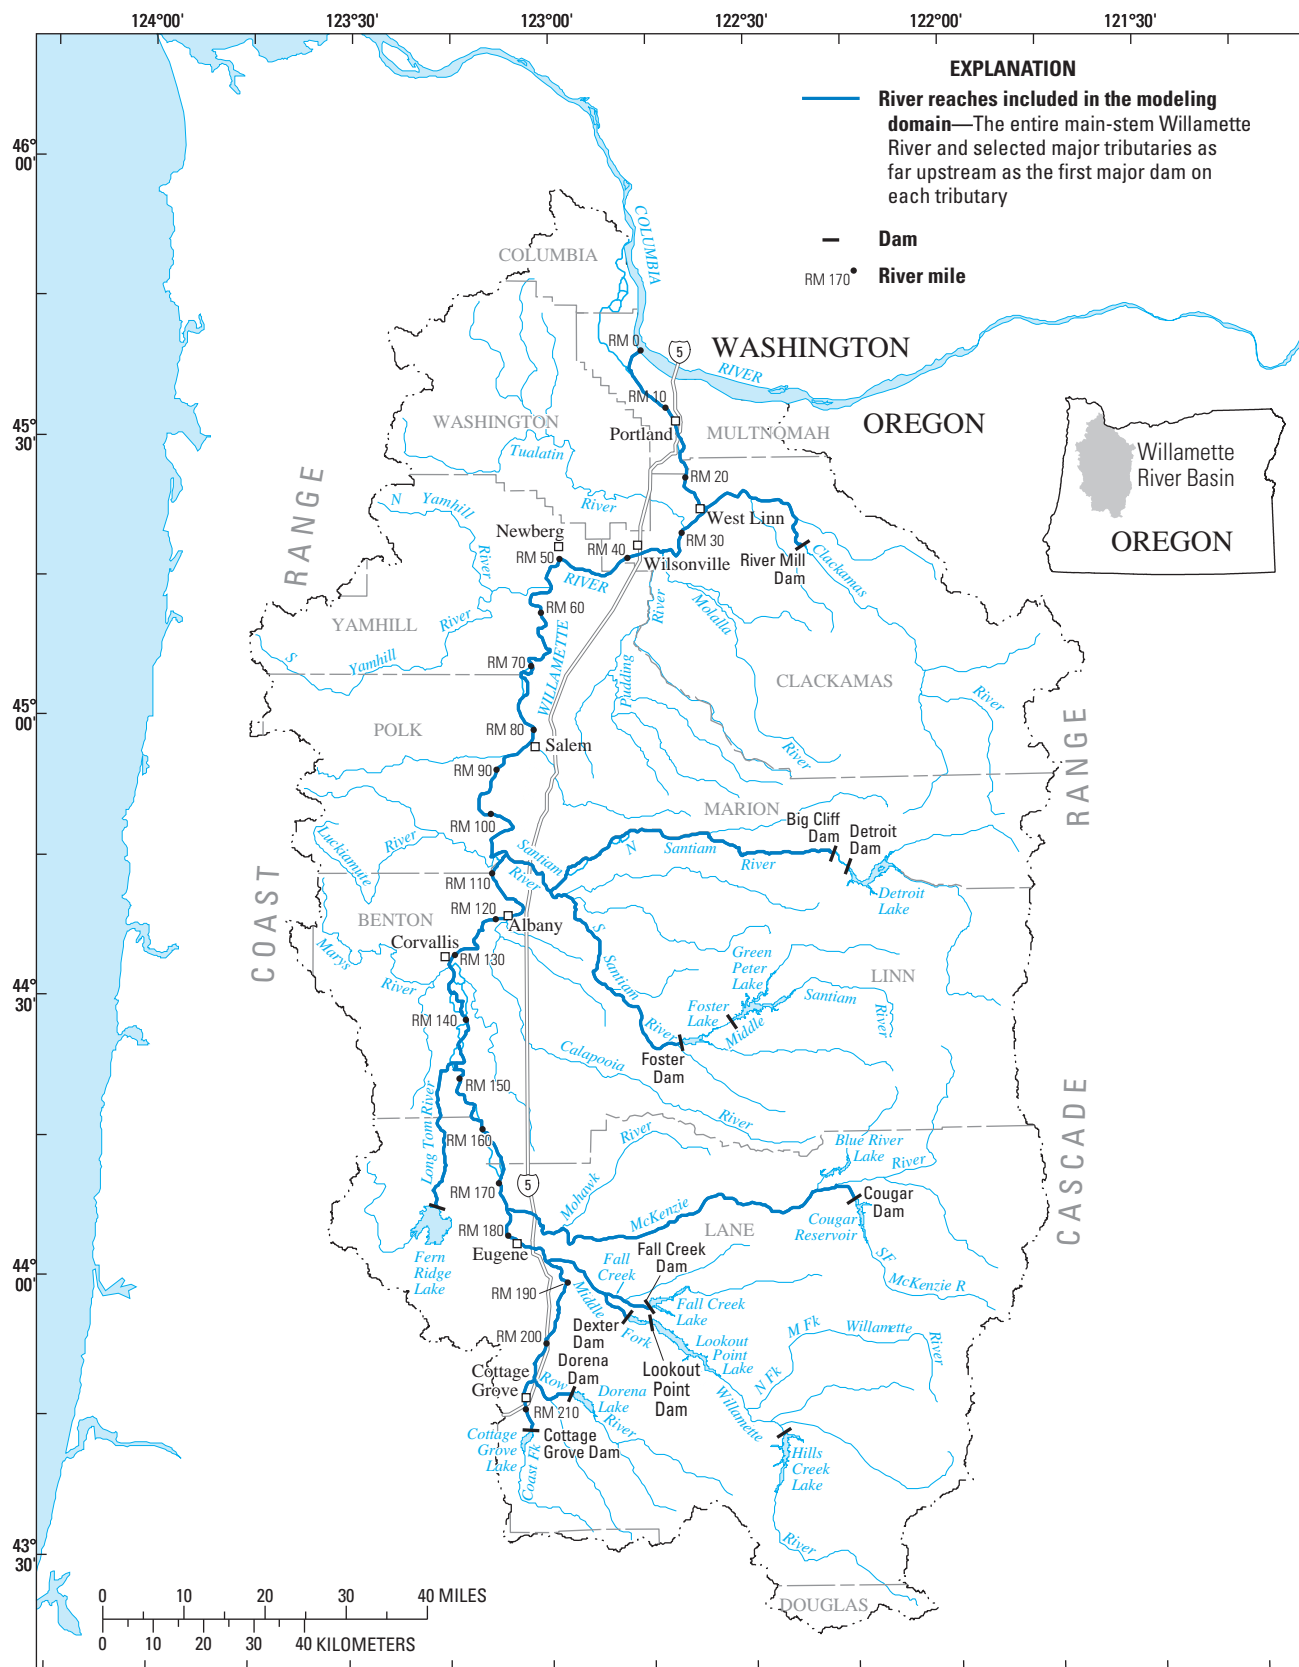 124°00'
123°30'
123°00'
122°30'
122°00'
121°30'
46°
00'
45°
30'
45°
00'
44°
30'
44°
00'
43°
30'
EXPLANATION
River reaches included in the modeling
domain—The entire main-stem Willamette
River and selected major tributaries as
far upstream as the first major dam on
each tributary
Dam
RM 170
River mile
COLUMBIA
COLUMBIA
RIVER
WASHINGTON
OREGON
RM 0
5
RM 10
Portland
WASHINGTON
MULTNOMAH
Tualatin
River
RM 20
Willamette
River Basin
OREGON
RANGE
N
Yamhill
River
Newberg
West Linn
RM 30
RM 40
RM 50
Wilsonville
River Mill
Dam
Clackamas
RIVER
River
Molalla
RM 60
YAMHILL
River
S
Yamhill
RM 70
WILLAMETTE
Pudding
CLACKAMAS
River
POLK
RM 80
Salem
River
RANGE
RM 90
RM 100
MARION
Big Cliff
Dam
Detroit
Dam
Luckiamute
River
Santiam
River
N
Santiam
River
Detroit
Lake
RM 110
COAST
BENTON
RM 120
Albany
Corvallis
RM 130
Marys
River
S
Santiam
River
Green
Peter
Lake
LINN
Foster
Lake
Middle
Santiam
River
RM 140
Foster
Dam
Calapooia
River
RM 150
Long Tom River
RM 160
River
CASCADE
Blue River
Lake
River
5
RM 170
Mohawk
McKenzie
LANE
Cougar
Dam
Cougar
Reservoir
RM 180
Eugene
SF
McKenzie R
Fern
Ridge
Lake
Fall
Creek
Fall Creek
Dam
RM 190
Middle
Fork
Fall Creek
Lake
Dexter
Dam
Lookout
Point
Lake
Lookout
Point
Dam
M Fk
Willamette
River
N Fk
RM 200
Dorena
Dam
Cottage
Grove
Row
Dorena
Lake
River
Willamette
RM 210
Cottage
Grove
Lake
Cottage
Grove Dam
Coast Fk
Hills
Creek
Lake
River
DOUGLAS
0 10 20 30 40 MILES
0 10 20 30 40 KILOMETERS